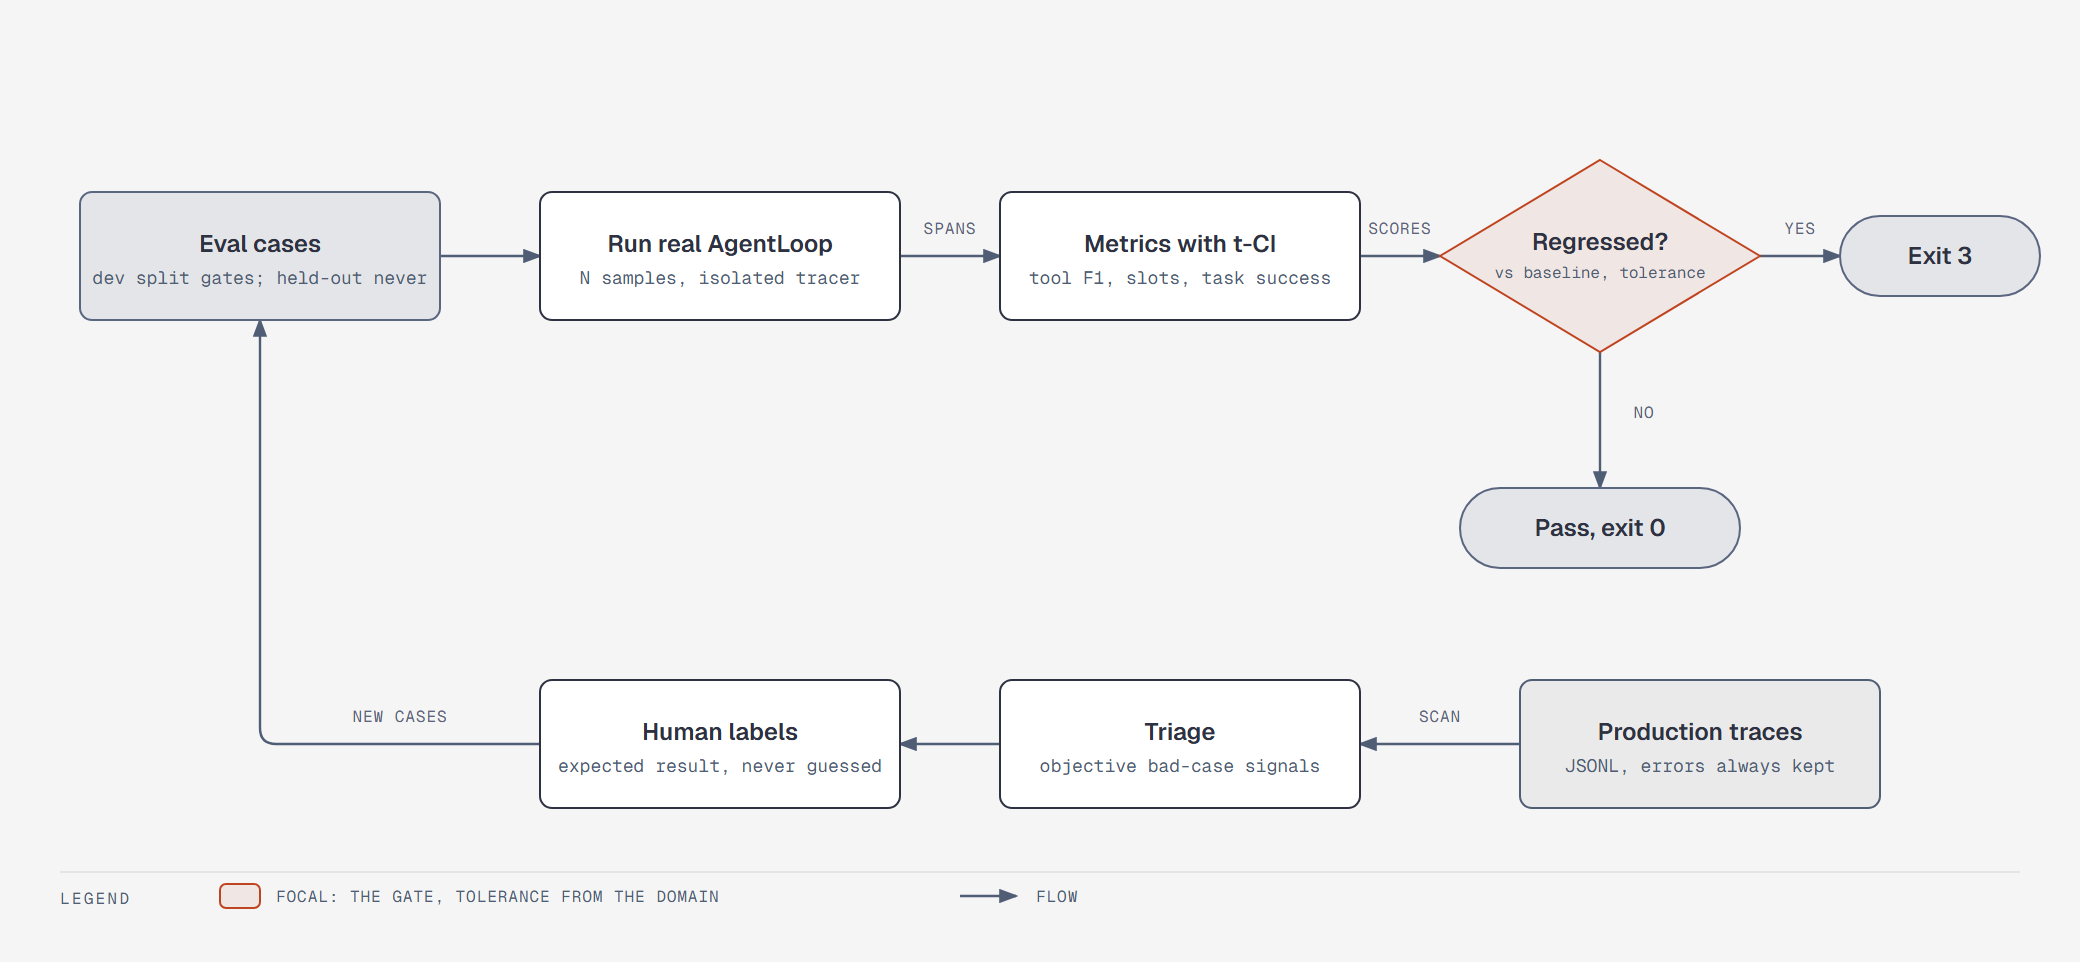 Eval cases
dev split gates; held-out never
Run real AgentLoop
N samples, isolated tracer
SPANS
Metrics with t-CI
tool F1, slots, task success
SCORES
Regressed?
vs baseline, tolerance
YES
Exit 3
NO
Pass, exit 0
NEW CASES
Human labels
expected result, never guessed
Triage
objective bad-case signals
SCAN
Production traces
JSONL, errors always kept
LEGEND
FOCAL: THE GATE, TOLERANCE FROM THE DOMAIN
FLOW